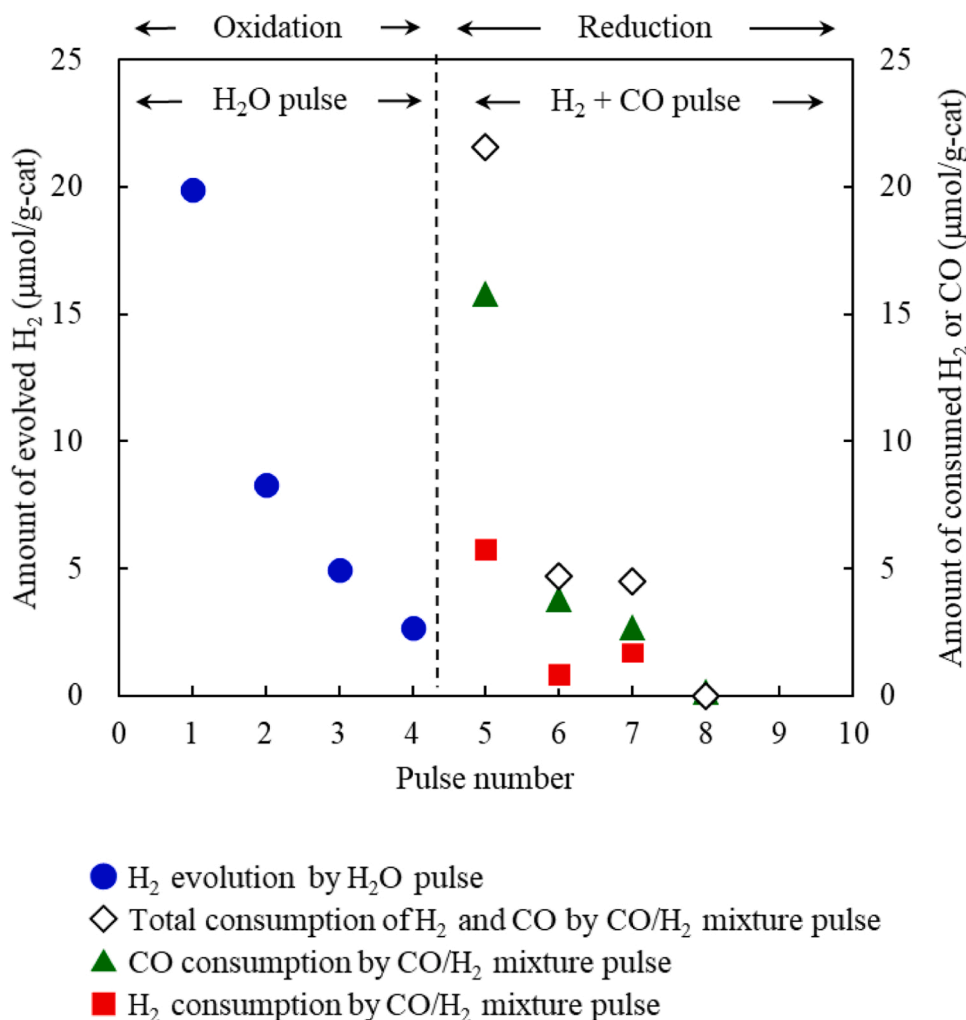 Oxidation Reduction
H₂O pulse H₂ + CO pulse
Amount of evolved H₂ (μmol/g-cat)
25
20
15
10
5
0
25
20
15
10
5
0
Amount of consumed H₂ or CO (μmol/g-cat)
0 1 2 3 4 5 6 7 8 9 10
Pulse number
H₂ evolution by H₂O pulse
Total consumption of H₂ and CO by CO/H₂ mixture pulse
CO consumption by CO/H₂ mixture pulse
H₂ consumption by CO/H₂ mixture pulse